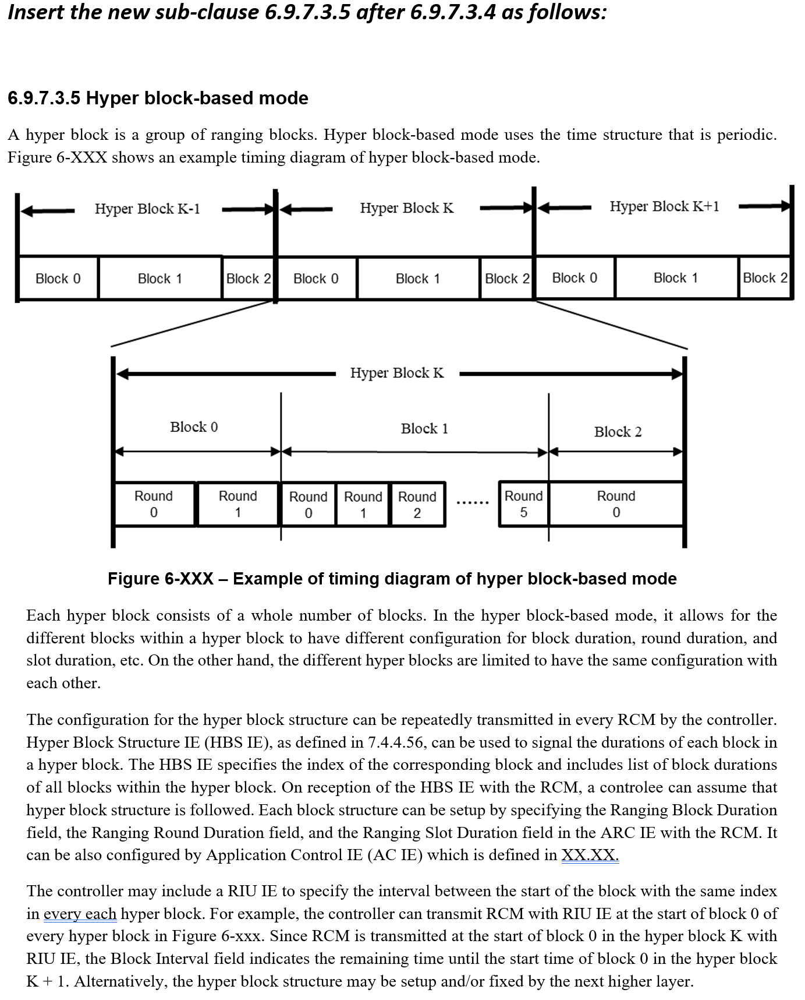 Insert the new sub-clause 6.9.7.3.5 after 6.9.7.3.4 as follows:
6.9.7.3.5 Hyper block-based mode
A hyper block is a group of ranging blocks. Hyper block-based mode uses the time structure that is periodic.
Figure 6-XXX shows an example timing diagram of hyper block-based mode.
Hyper Block K-1 Hyper Block K Hyper Block K+1
Block 0 Block 1 Block 2 Block 0 Block 1 Block 2 Block 0 Block 1 Block 2
Hyper Block K
Block 0 Block 1 Block 2
Round Round Round Round Round ...... Round Round
0 1 0 1 2 5 0
Figure 6-XXX – Example of timing diagram of hyper block-based mode
Each hyper block consists of a whole number of blocks. In the hyper block-based mode, it allows for the
different blocks within a hyper block to have different configuration for block duration, round duration, and
slot duration, etc. On the other hand, the different hyper blocks are limited to have the same configuration with
each other.
The configuration for the hyper block structure can be repeatedly transmitted in every RCM by the controller.
Hyper Block Structure IE (HBS IE), as defined in 7.4.4.56, can be used to signal the durations of each block in
a hyper block. The HBS IE specifies the index of the corresponding block and includes list of block durations
of all blocks within the hyper block. On reception of the HBS IE with the RCM, a controlee can assume that
hyper block structure is followed. Each block structure can be setup by specifying the Ranging Block Duration
field, the Ranging Round Duration field, and the Ranging Slot Duration field in the ARC IE with the RCM. It
can be also configured by Application Control IE (AC IE) which is defined in XX.XX.
The controller may include a RIU IE to specify the interval between the start of the block with the same index
in every each hyper block. For example, the controller can transmit RCM with RIU IE at the start of block 0 of
every hyper block in Figure 6-xxx. Since RCM is transmitted at the start of block 0 in the hyper block K with
RIU IE, the Block Interval field indicates the remaining time until the start time of block 0 in the hyper block
K + 1. Alternatively, the hyper block structure may be setup and/or fixed by the next higher layer.